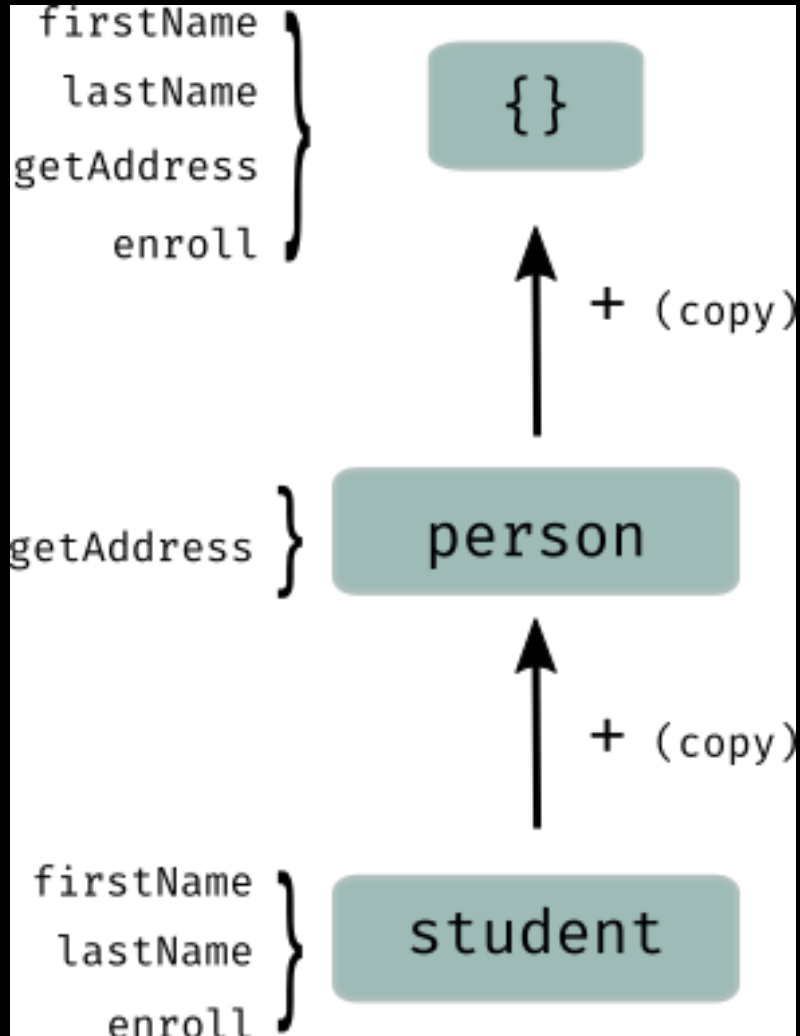 firstName
lastName
getAddress
enroll
{}
+ (copy)
getAddress
person
+ (copy)
firstName
lastName
enroll
student